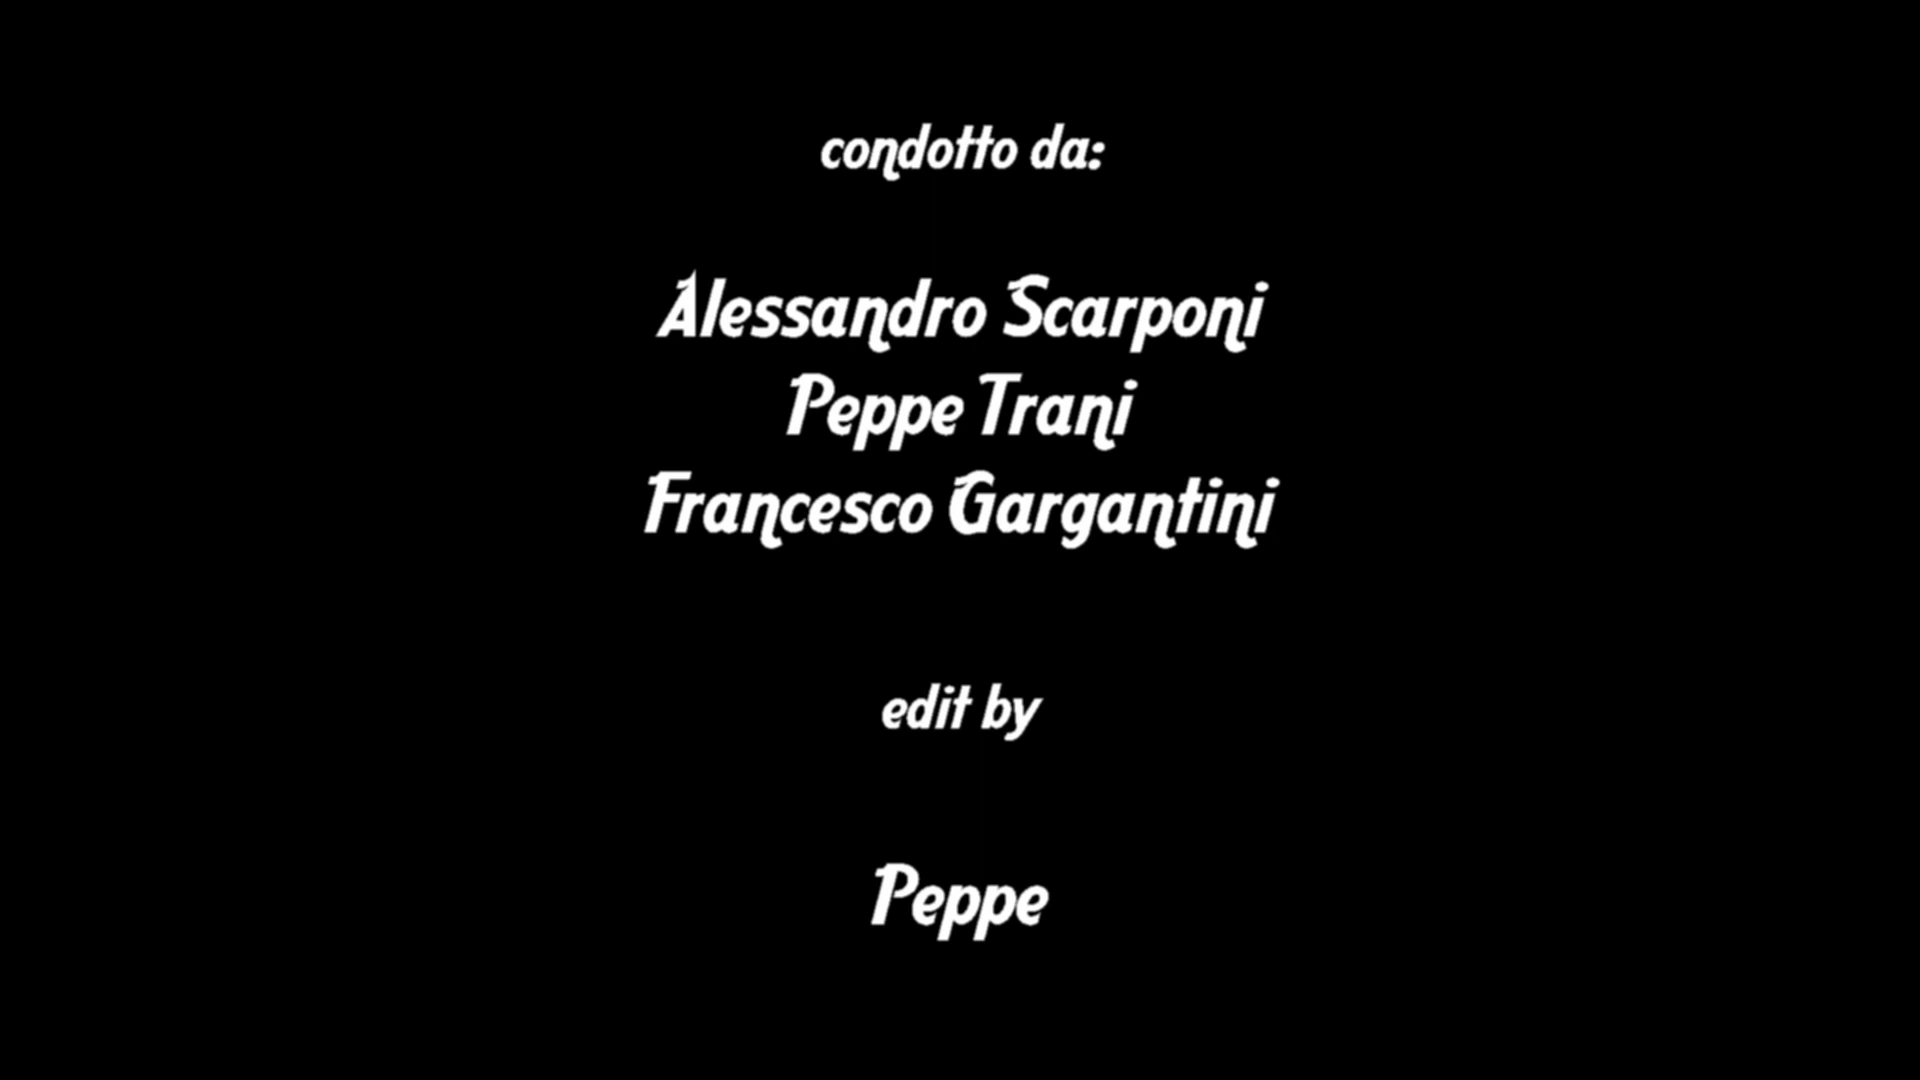 condotto da:
Alessandro Scarponi
Peppe Trani
Francesco Gargantini
edit by
Peppe